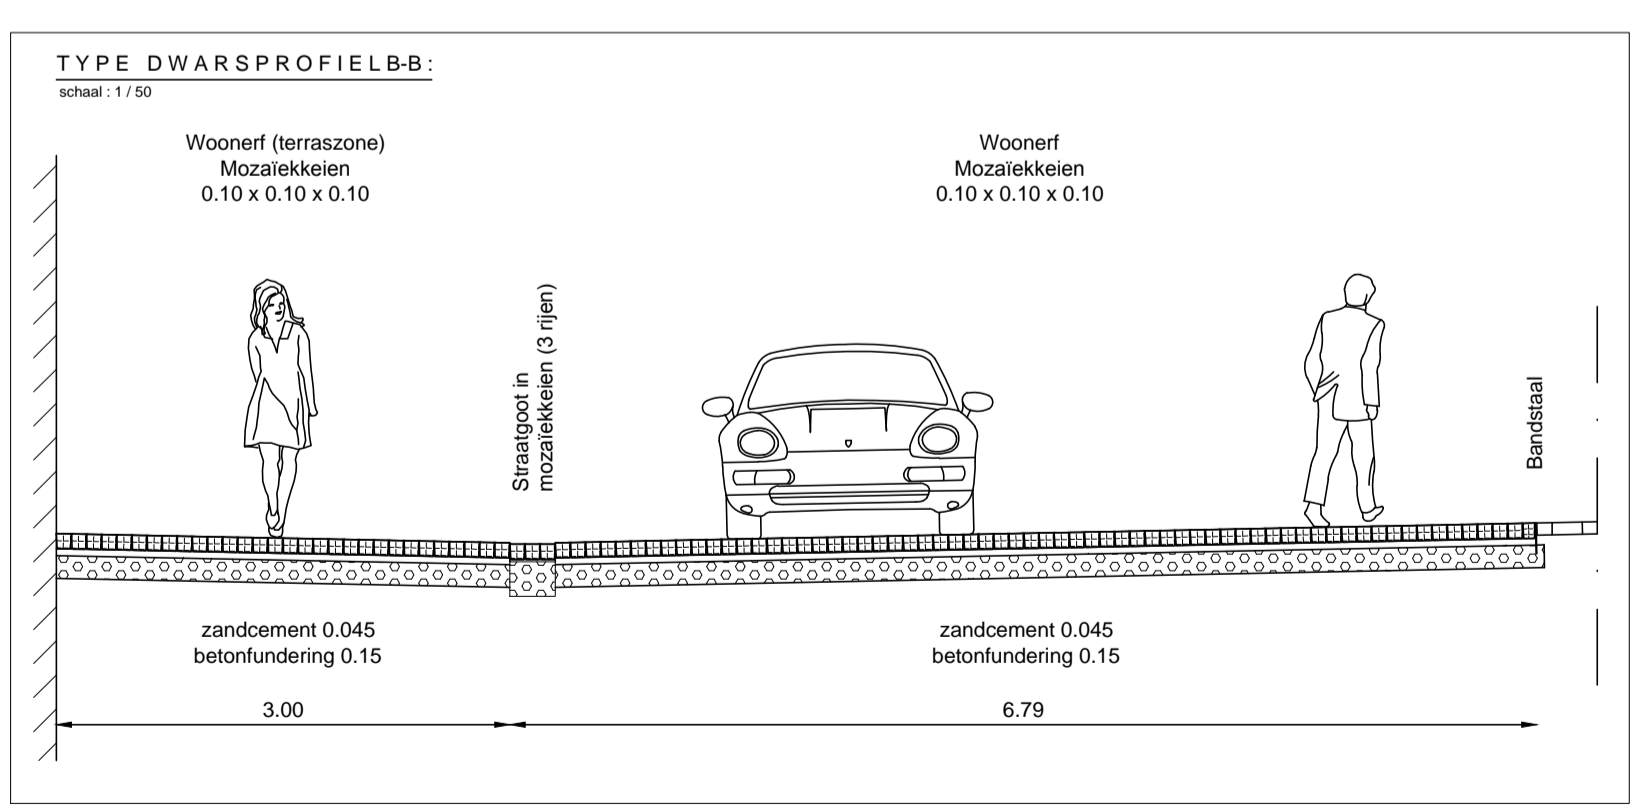 TYPE DWARSPROFIEL B-B :
schaal : 1 / 50
Woonerf (terraszone)
Mozaïekkeien
0.10 x 0.10 x 0.10
Woonerf
Mozaïekkeien
0.10 x 0.10 x 0.10
Straatgoot in
mozaïekkeien (3 rijen)
Bandstaal
zandcement 0.045
betonfundering 0.15
zandcement 0.045
betonfundering 0.15
3.00
6.79